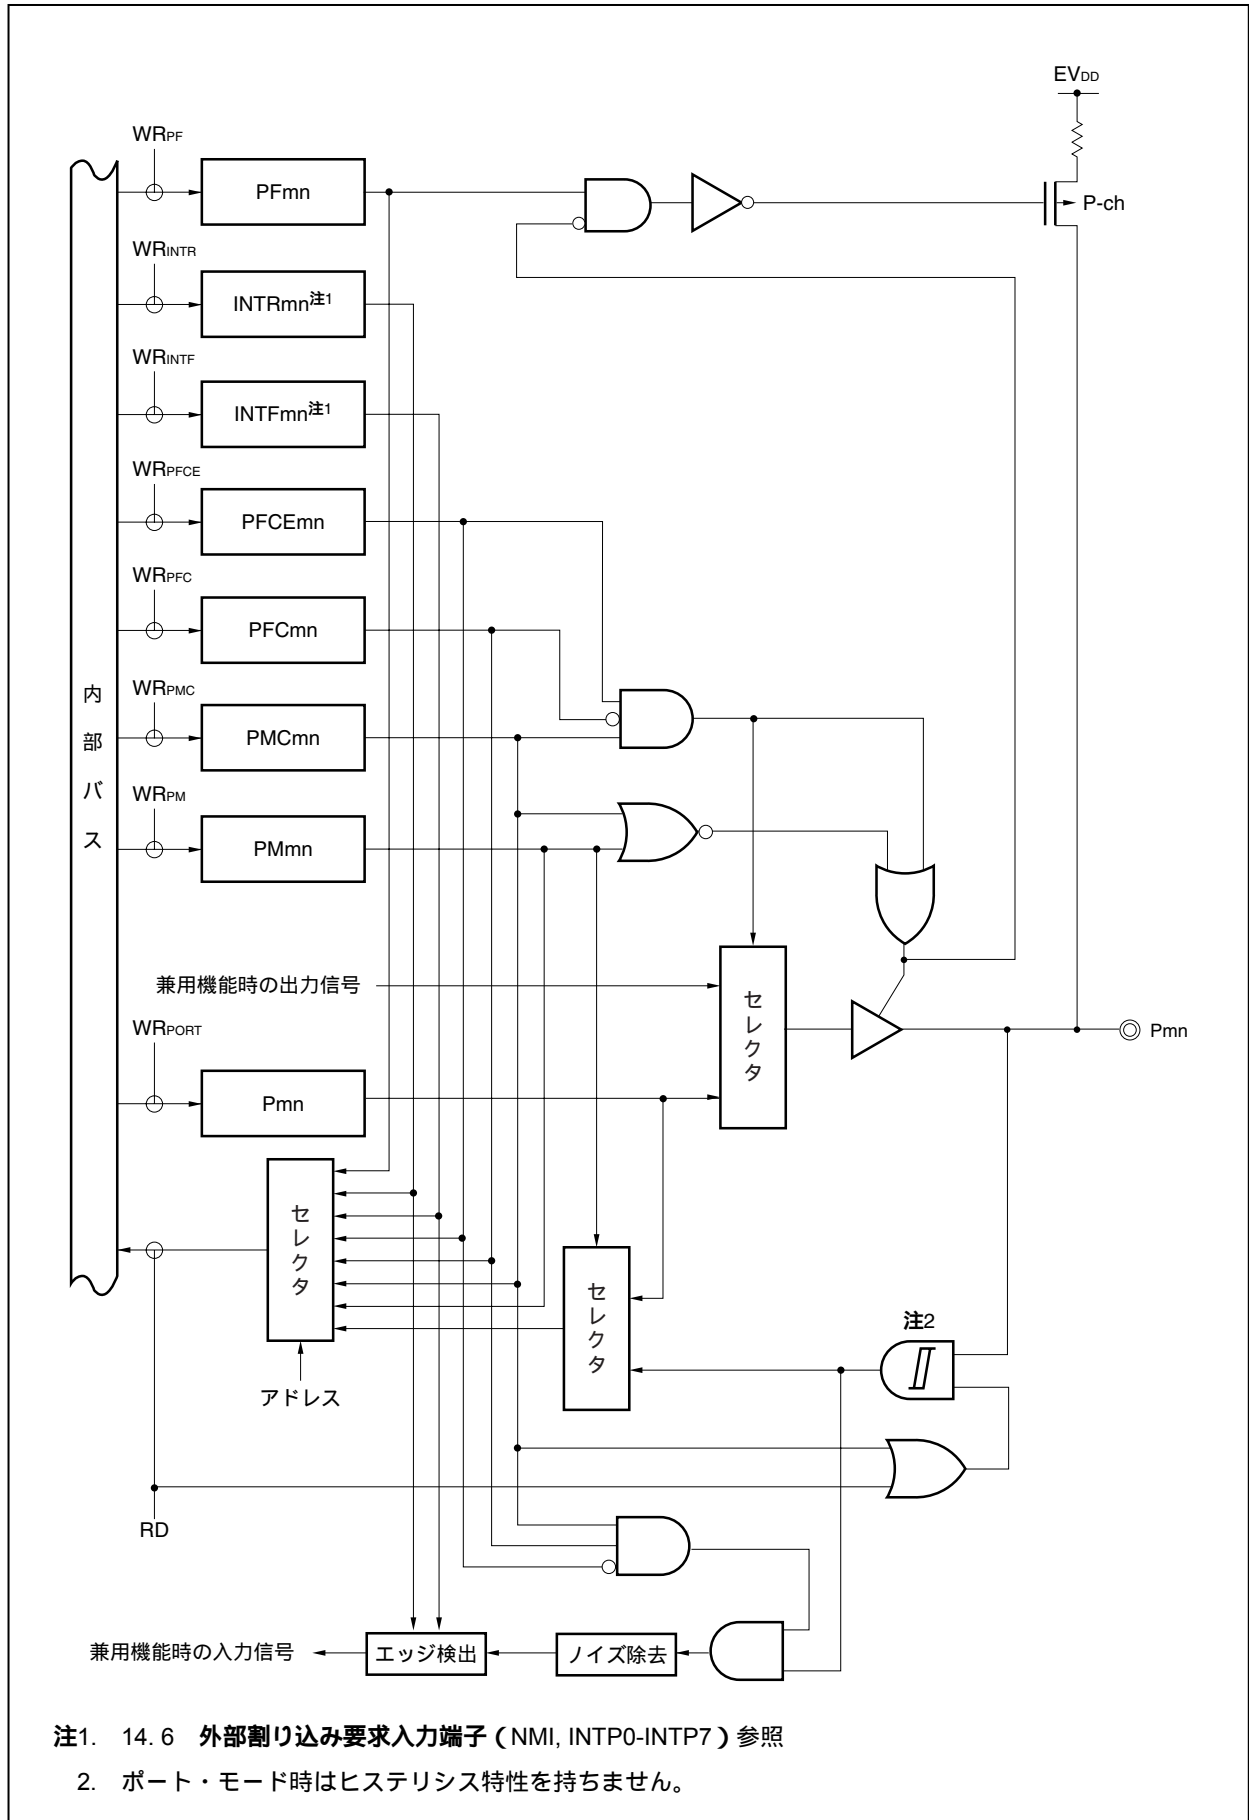 EVDD
WRPF
PFmn
P-ch
WRINTR
INTRmn注1
WRINTF
INTFmn注1
WRPFCE
PFCEmn
WRPFC
PFCmn
内部バス
WRPMC
PMCmn
WRPM
PMmn
兼用機能時の出力信号
セレクタ
WRPORT
Pmn
Pmn
セレクタ
セレクタ
注2
アドレス
RD
兼用機能時の入力信号
エッジ検出
ノイズ除去
注1. 14. 6 外部割り込み要求入力端子（NMI, INTP0-INTP7）参照
2. ポート・モード時はヒステリシス特性を持ちません。